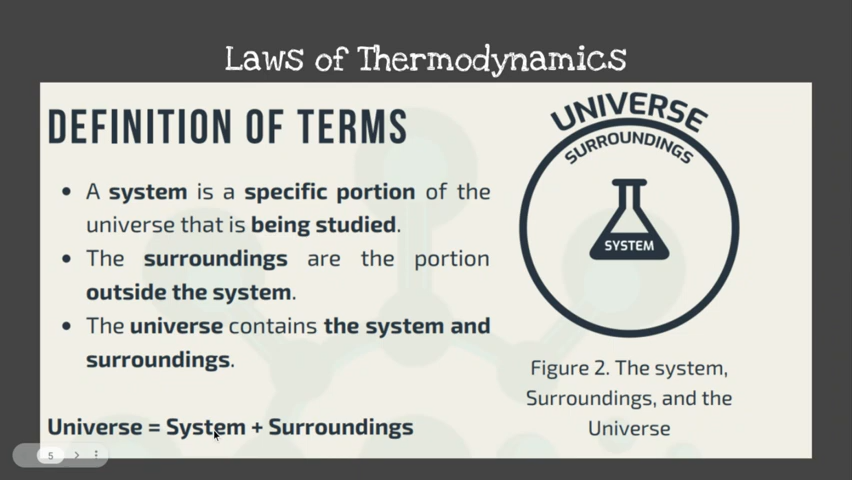 Laws of Thermodynamics
DEFINITION OF TERMS
• A system is a specific portion of the
universe that is being studied.
• The surroundings are the portion
outside the system.
• The universe contains the system and
surroundings.
Universe = System + Surroundings
UNIVERSE
SURROUNDINGS
SYSTEM
Figure 2. The system,
Surroundings, and the
Universe
5